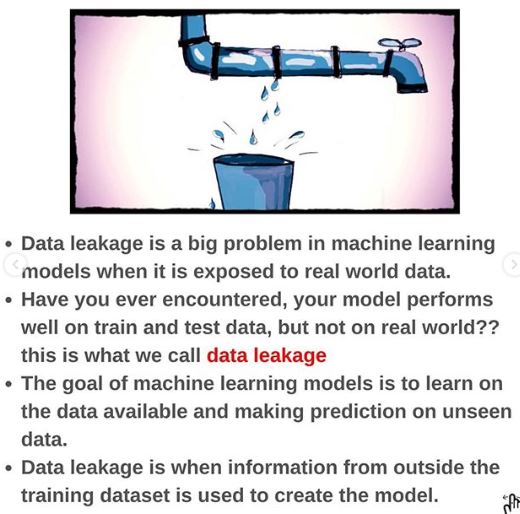 • Data leakage is a big problem in machine learning
models when it is exposed to real world data.
• Have you ever encountered, your model performs
well on train and test data, but not on real world??
this is what we call data leakage
• The goal of machine learning models is to learn on
the data available and making prediction on unseen
data.
• Data leakage is when information from outside the
training dataset is used to create the model.